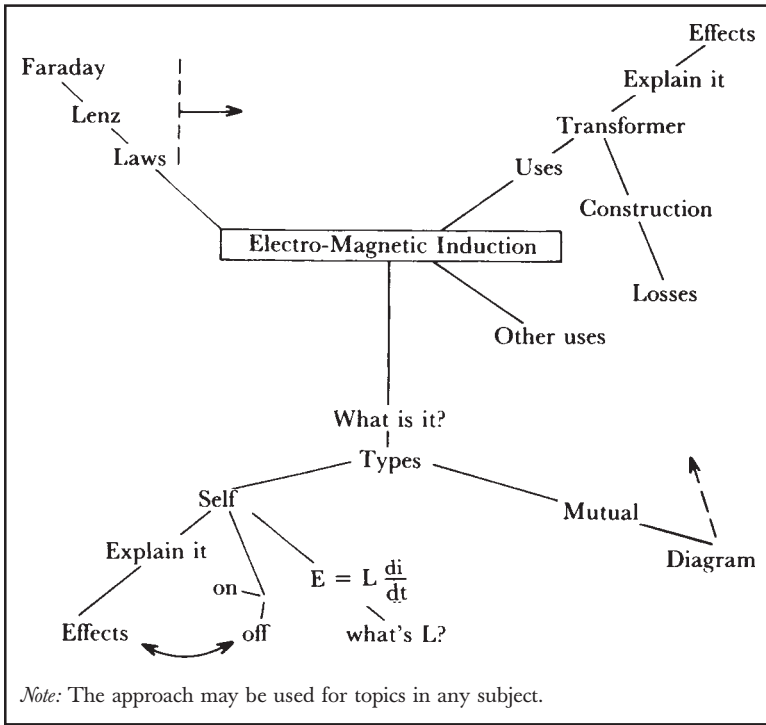 Effects
Faraday
Explain it
Lenz
Transformer
Laws
Uses
Construction
Electro-Magnetic Induction
Losses
Other uses
What is it?
Types
Self
Mutual
Explain it
Diagram
E = L di/dt
on
Effects
off
what's L?
Note: The approach may be used for topics in any subject.